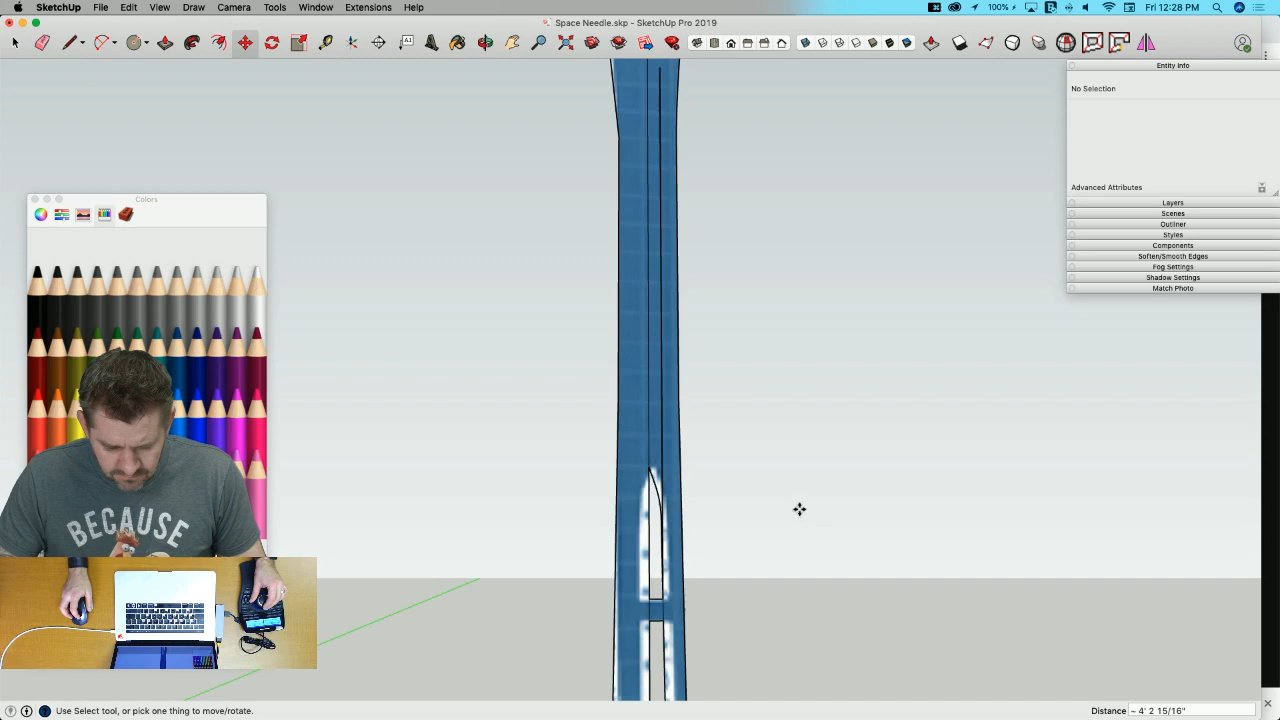 SketchUp File Edit View Draw Camera Tools Window Extensions Help
100% Fri 12:28 PM
Space Needle.skp - SketchUp Pro 2019
Entity Info
No Selection
Advanced Attributes
Layers
Scenes
Outliner
Styles
Components
Soften/Smooth Edges
Fog Settings
Shadow Settings
Match Photo
Colors
BECAUSE
Use Select tool, or pick one thing to move/rotate.
Distance ~ 4' 2 15/16"